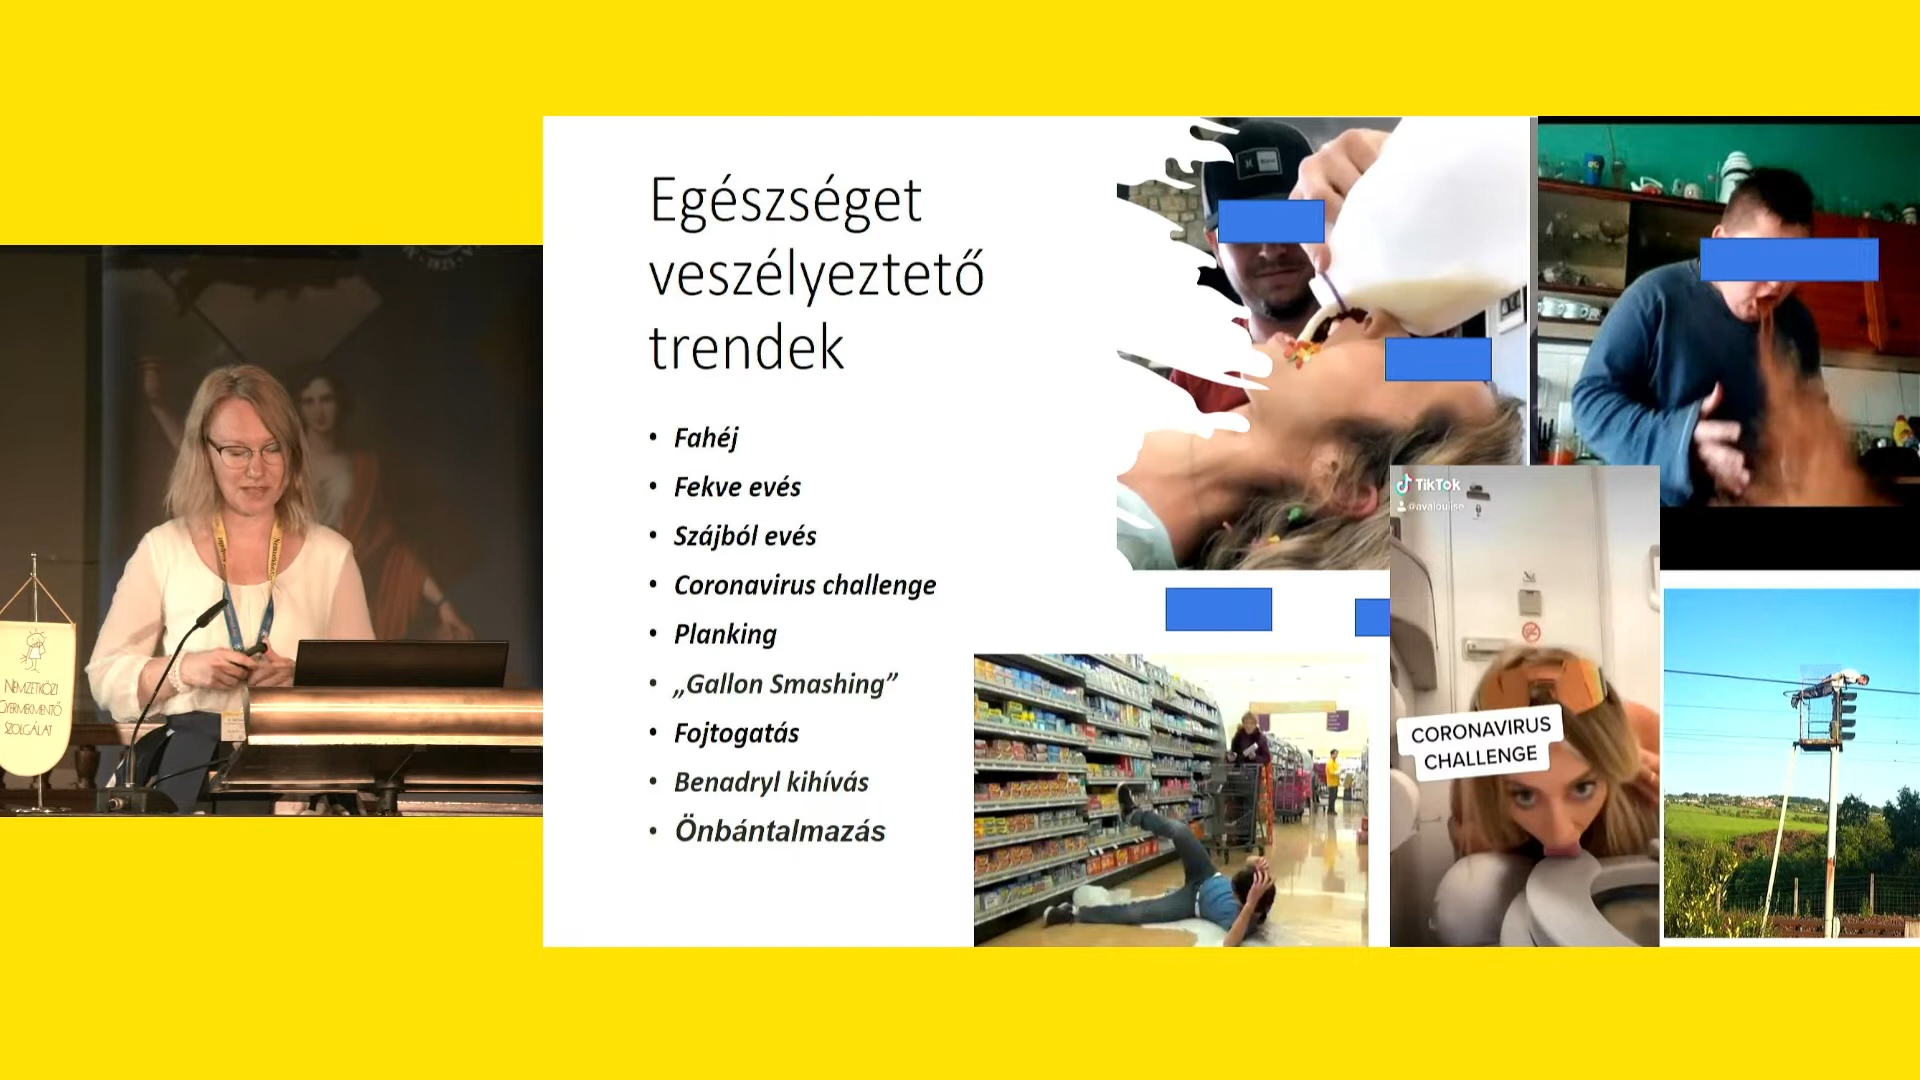 Egészséget
veszélyeztető
trendek
• Fahéj
• Fekve evés
• Szájból evés
• Coronavirus challenge
• Planking
• „Gallon Smashing”
• Fojtogatás
• Benadryl kihívás
• Önbántalmazás
TikTok
@avalouiise
CORONAVIRUS
CHALLENGE
NEMZETKÖZI
GYERMEKMENTŐ
SZOLGÁLAT